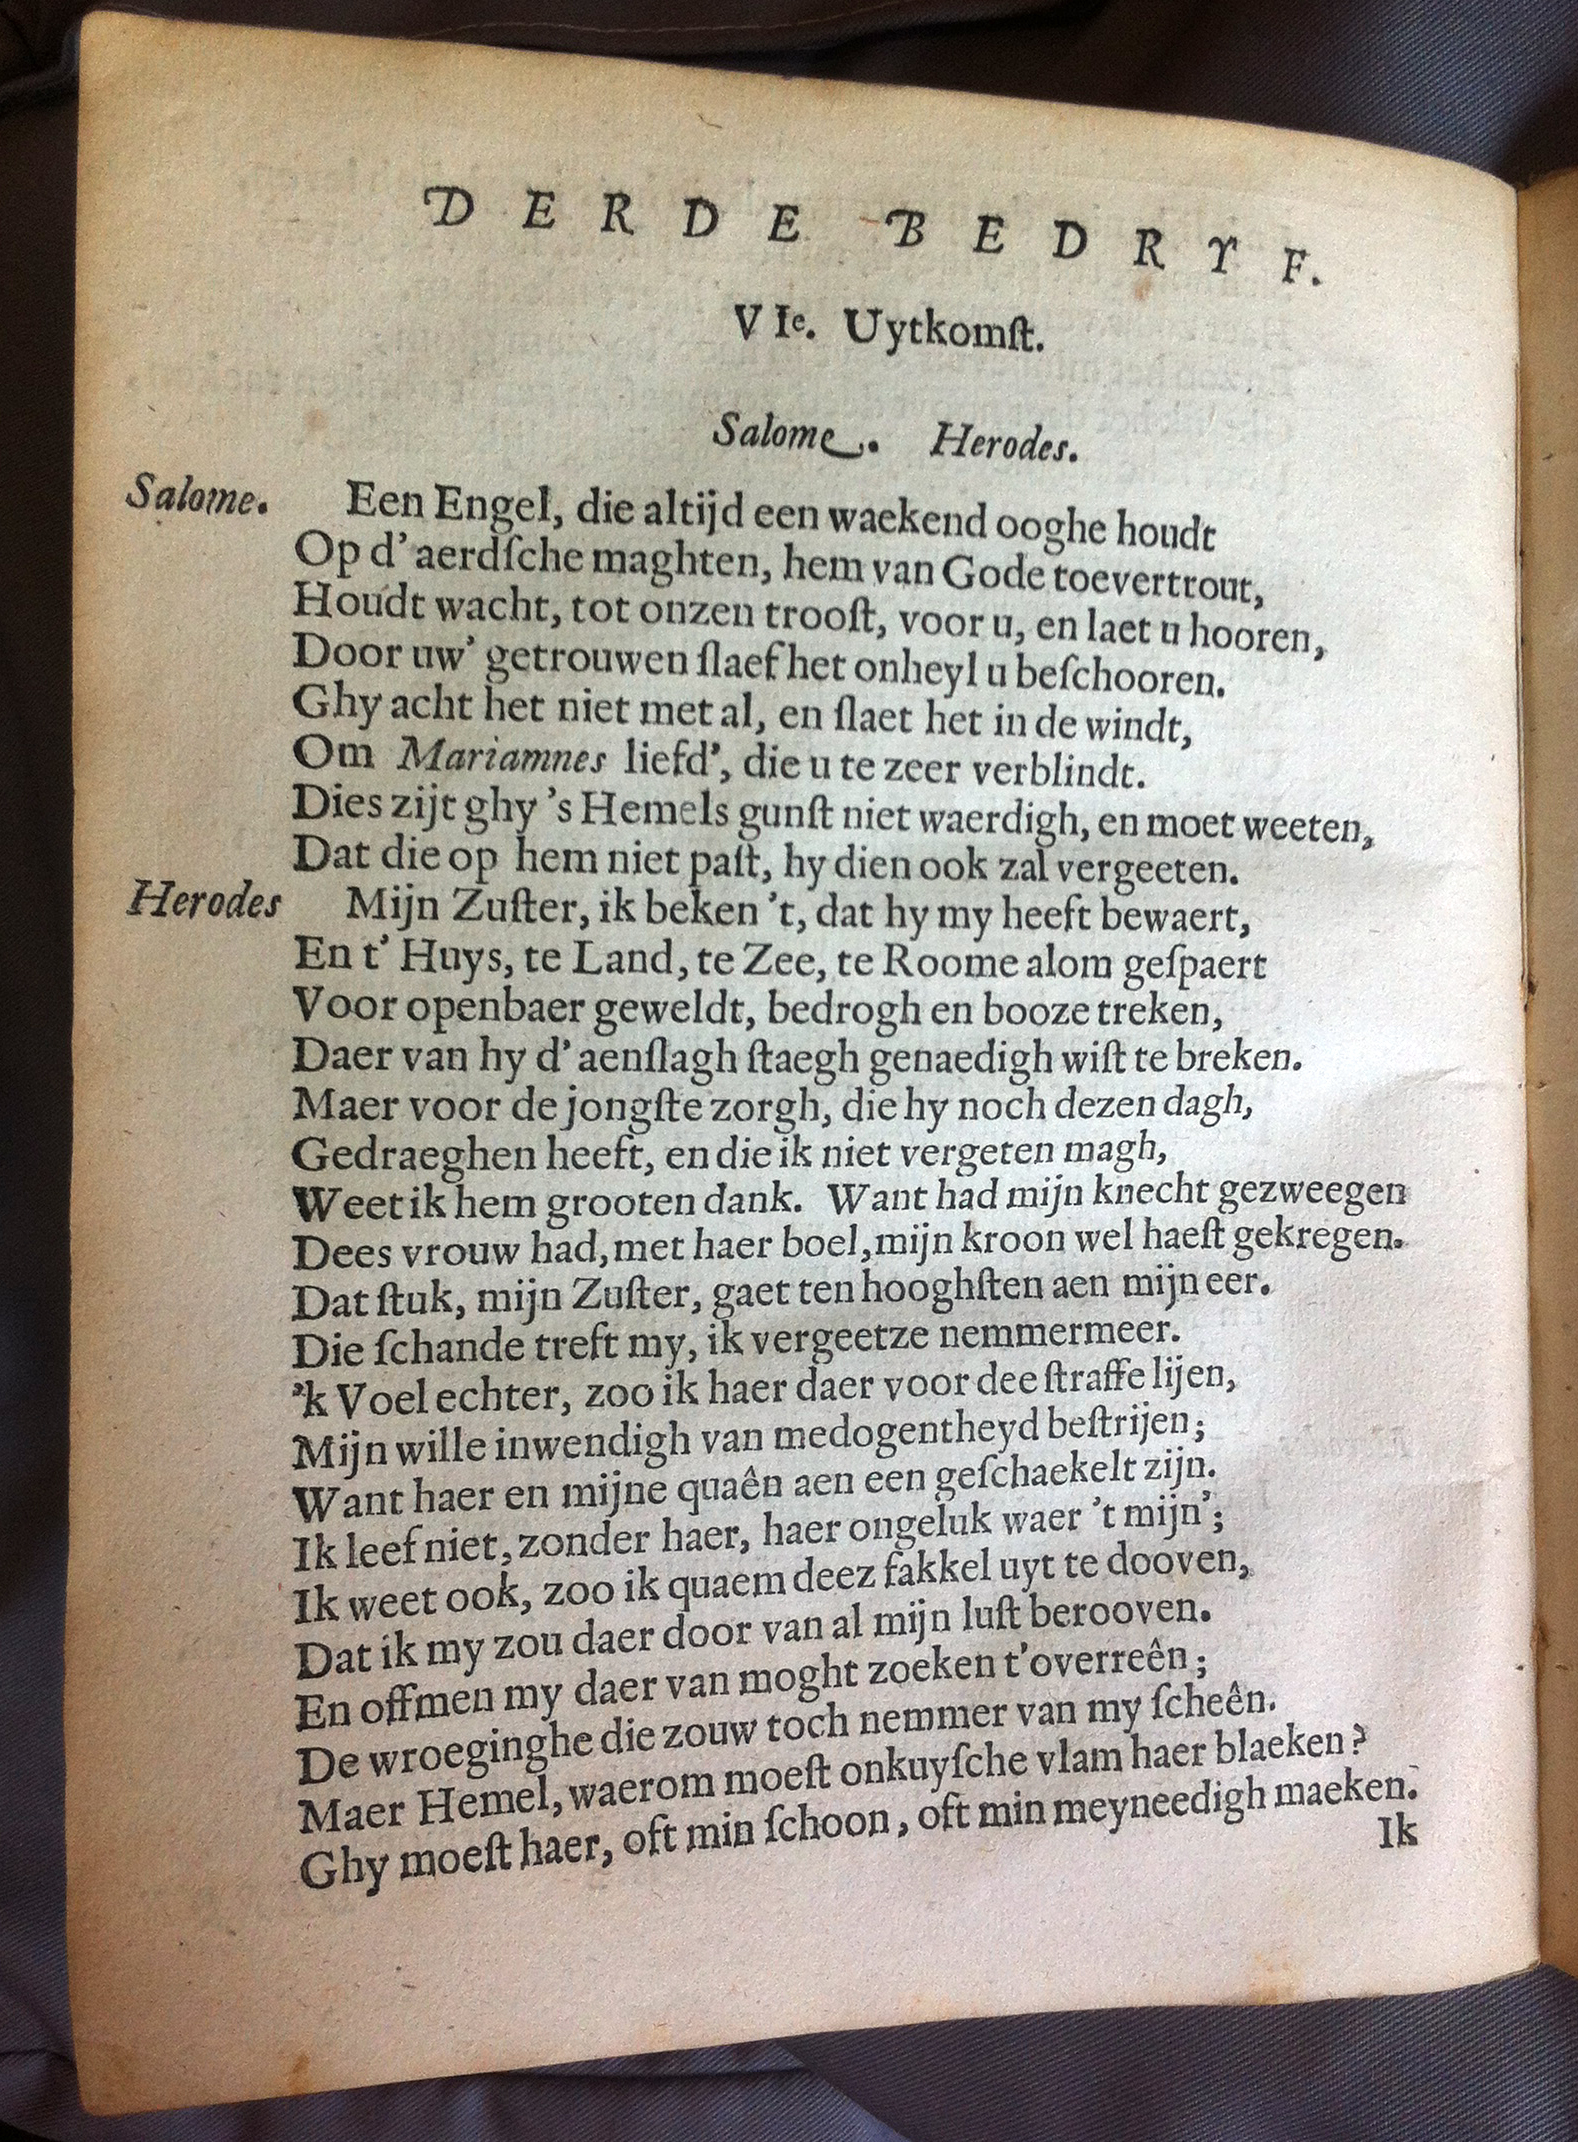 DERDE BEDRYF.
VIe. Uytkomſt.
Salome. Herodes.
Salome. Een Engel, die altijd een waekend ooghe houdt
Op d'aerdſche maghten, hem van Gode toevertrout,
Houdt wacht, tot onzen trooſt, voor u, en laet u hooren,
Door uw' getrouwen ſlaef het onheyl u beſchooren.
Ghy acht het niet met al, en ſlaet het in de windt,
Om Mariamnes liefd', die u te zeer verblindt.
Dies zijt ghy 's Hemels gunſt niet waerdigh, en moet weeten,
Dat die op hem niet paſt, hy dien ook zal vergeeten.
Herodes Mijn Zuſter, ik beken 't, dat hy my heeft bewaert,
En t' Huys, te Land, te Zee, te Roome alom geſpaert
Voor openbaer geweldt, bedrogh en booze treken,
Daer van hy d'aenſlagh ſtaegh genaedigh wiſt te breken.
Maer voor de jongſte zorgh, die hy noch dezen dagh,
Gedraeghen heeft, en die ik niet vergeten magh,
Weet ik hem grooten dank. Want had mijn knecht gezweegen
Dees vrouw had, met haer boel, mijn kroon wel haeſt gekregen.
Dat ſtuk, mijn Zuſter, gaet ten hooghſten aen mijn eer.
Die ſchande treft my, ik vergeetze nemmermeer.
'k Voel echter, zoo ik haer daer voor dee ſtraffe lijen,
Mijn wille inwendigh van medogentheyd beſtrijen;
Want haer en mijne quaên aen een geſchaekelt zijn.
Ik leef niet, zonder haer, haer ongeluk waer 't mijn';
Ik weet ook, zoo ik quaem deez fakkel uyt te dooven,
Dat ik my zou daer door van al mijn luſt berooven.
En offmen my daer van moght zoeken t'overreên;
De wroeginghe die zouw toch nemmer van my ſcheên.
Maer Hemel, waerom moeſt onkuyſche vlam haer blaeken?
Ghy moeſt haer, oft min ſchoon, oft min meyneedigh maeken.
Ik